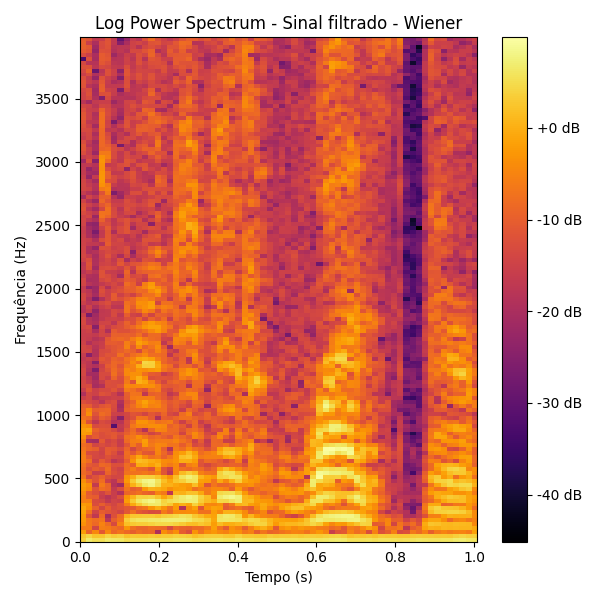 Log Power Spectrum - Sinal filtrado - Wiener
Frequência (Hz)
3500
3000
2500
2000
1500
1000
500
0
0.0 0.2 0.4 0.6 0.8 1.0
Tempo (s)
+0 dB
-10 dB
-20 dB
-30 dB
-40 dB